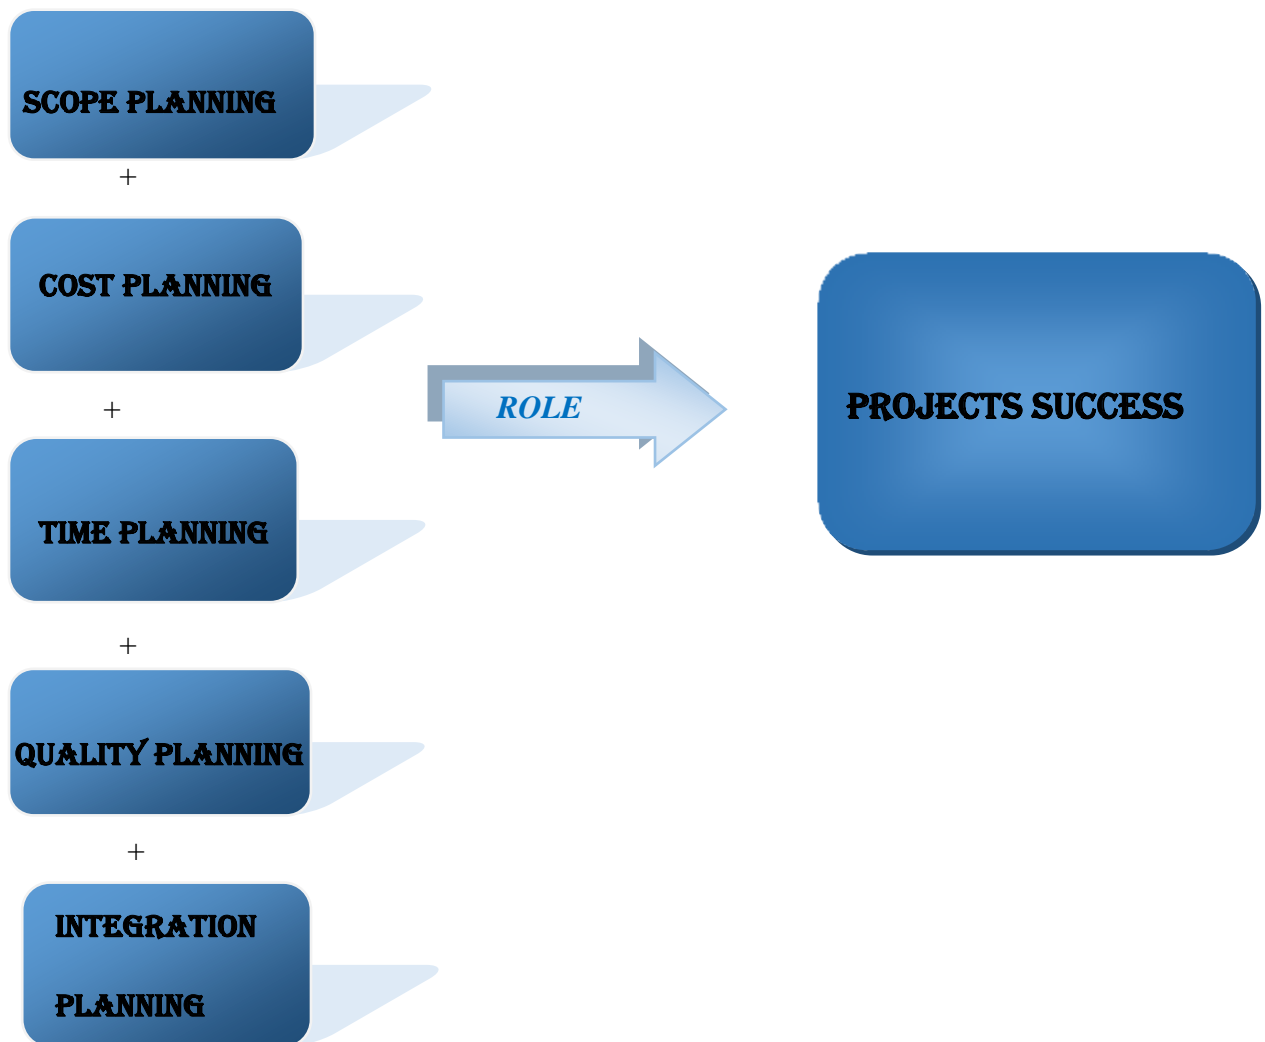 SCOPE PLANNING
+
COST PLANNING
+
TIME PLANNING
+
QUALITY PLANNING
+
INTEGRATION
PLANNING
ROLE
PROJECTS SUCCESS